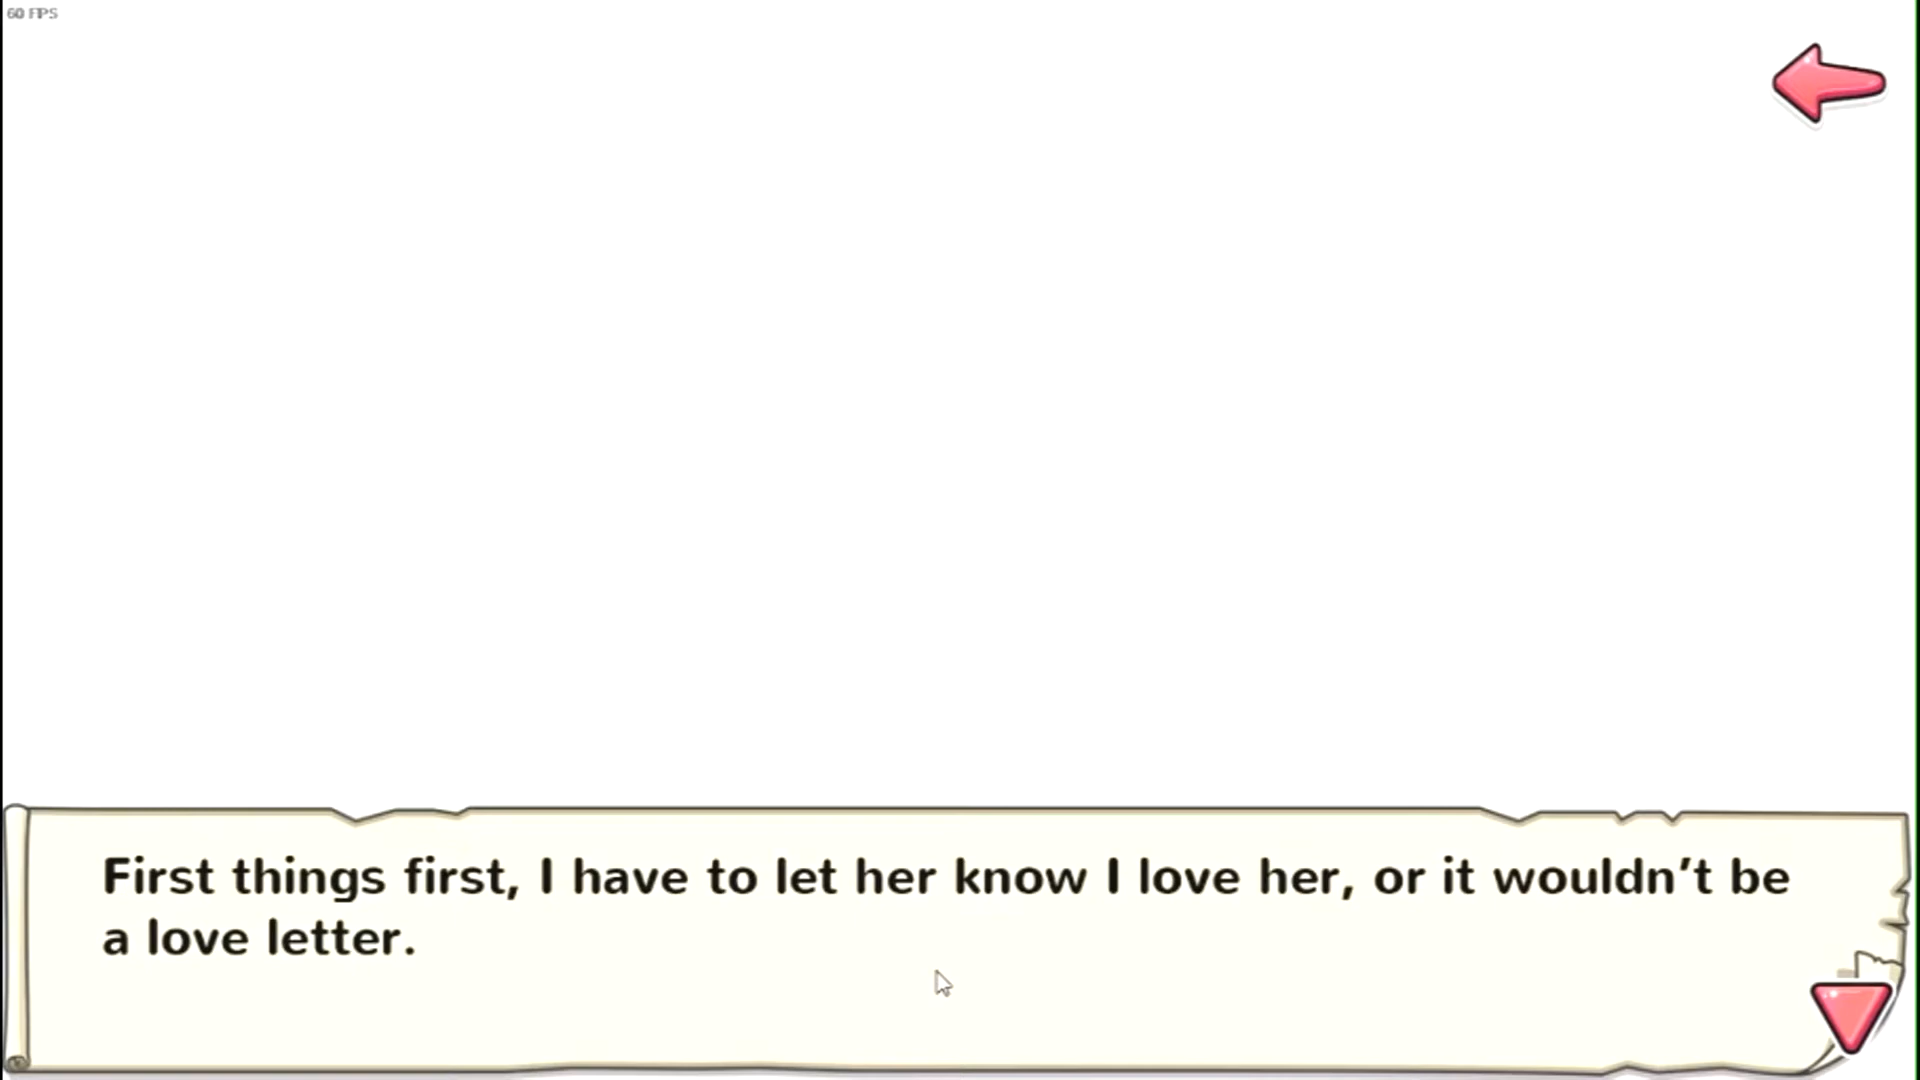 60 FPS
First things first, I have to let her know I love her, or it wouldn't be
a love letter.